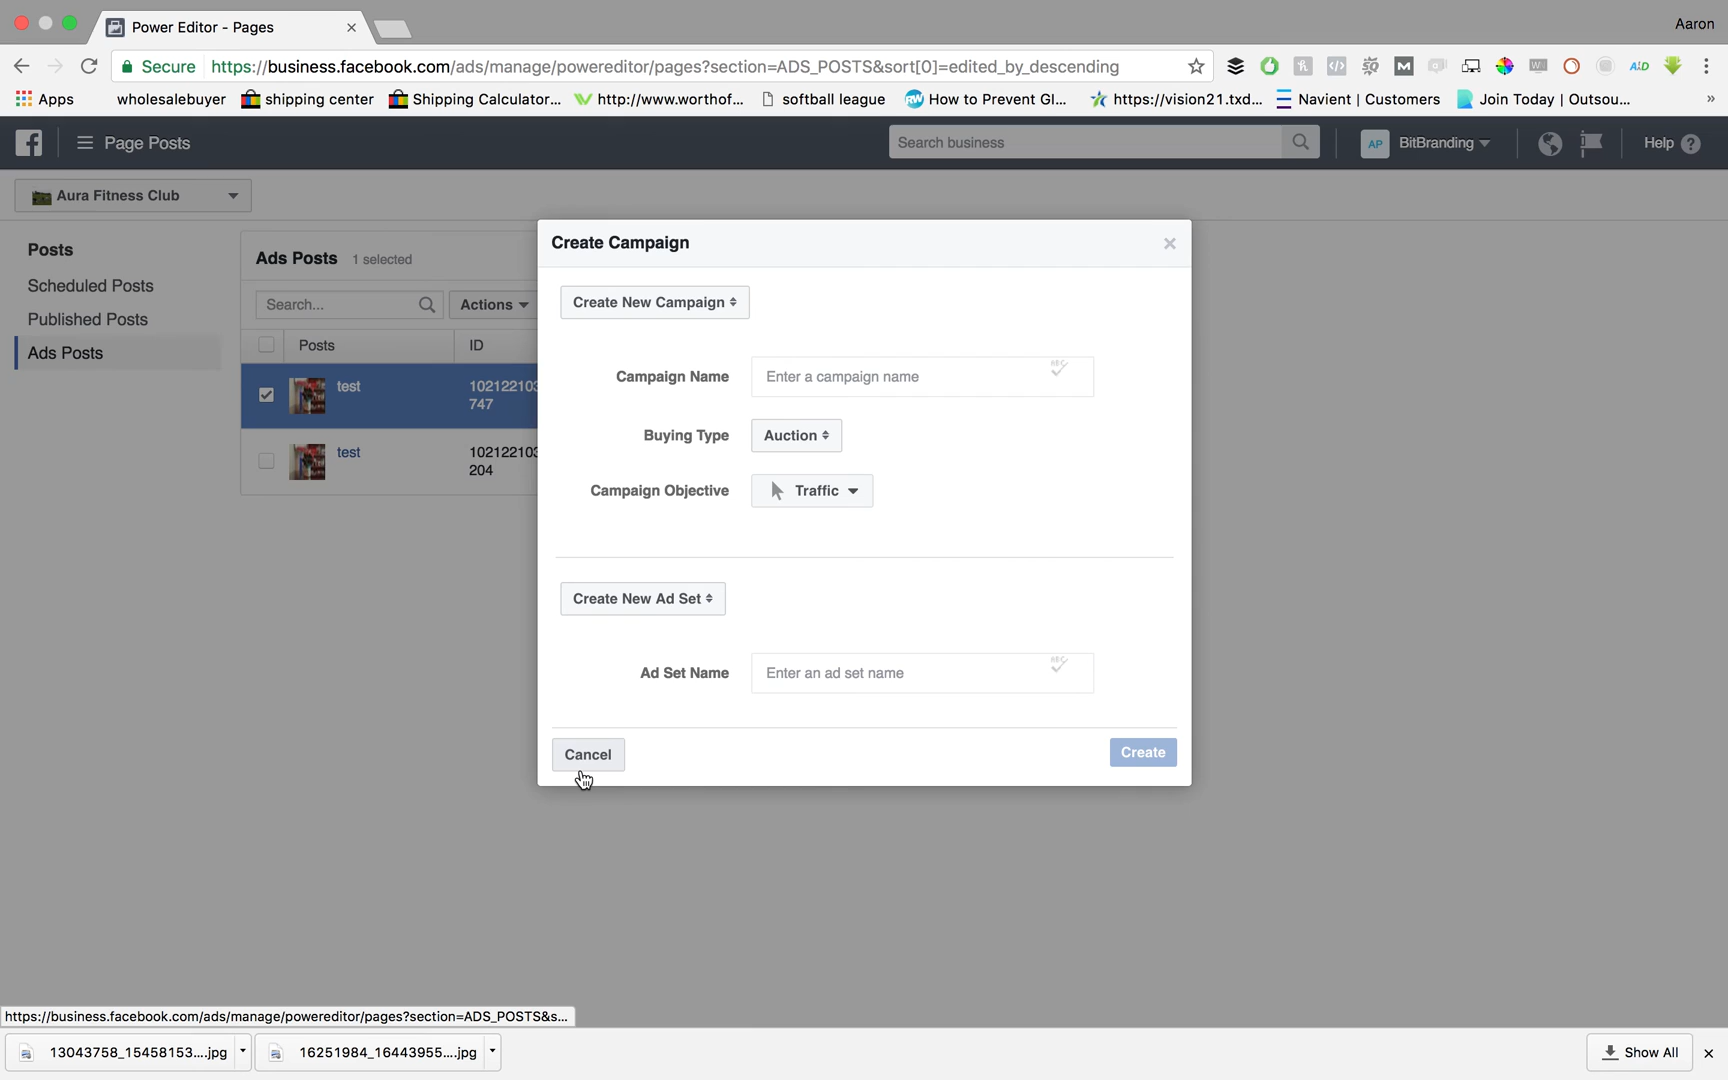 Power Editor - Pages
Aaron
Secure
https://business.facebook.com/ads/manage/powereditor/pages?section=ADS_POSTS&sort[0]=edited_by_descending
Apps
wholesalebuyer
shipping center
Shipping Calculator...
http://www.worthof...
softball league
How to Prevent Gl...
https://vision21.txd...
Navient | Customers
Join Today | Outsou...
»
Page Posts
Search business
AP
BitBranding
Help
Aura Fitness Club
Posts
Scheduled Posts
Published Posts
Ads Posts
Ads Posts 1 selected
Search...
Actions
Posts
ID
test
102122103
747
test
102122103
204
Create Campaign
Create New Campaign
Campaign Name
Enter a campaign name
Buying Type
Auction
Campaign Objective
Traffic
Create New Ad Set
Ad Set Name
Enter an ad set name
Cancel
Create
https://business.facebook.com/ads/manage/powereditor/pages?section=ADS_POSTS&s...
13043758_15458153....jpg
16251984_16443955....jpg
Show All